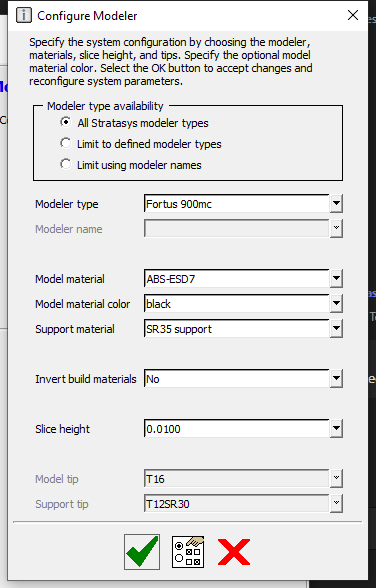 Configure Modeler
Specify the system configuration by choosing the modeler,
materials, slice height, and tips. Specify the optional model
material color. Select the OK button to accept changes and
reconfigure system parameters.
Modeler type availability
All Stratasys modeler types
Limit to defined modeler types
Limit using modeler names
Modeler type Fortus 900mc
Modeler name
Model material ABS-ESD7
Model material color black
Support material SR35 support
Invert build materials No
Slice height 0.0100
Model tip T16
Support tip T12SR30